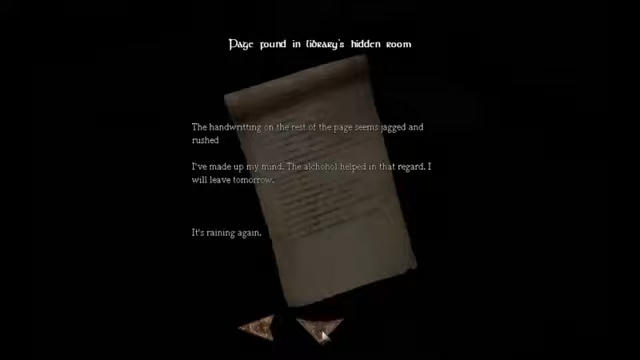 Page found in library's hidden room
The handwritting on the rest of the page seems jagged and
rushed
I've made up my mind. The alchohol helped in that regard. I
will leave tomorrow.
It's raining again.